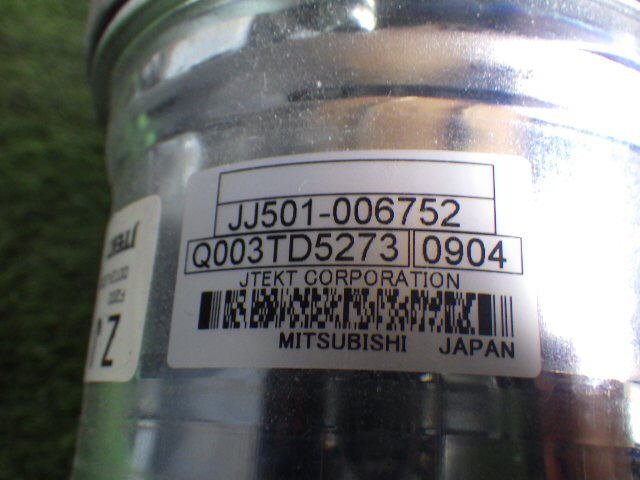 JJ501-006752
Q003TD5273 0904
JTEKT CORPORATION
MITSUBISHI JAPAN